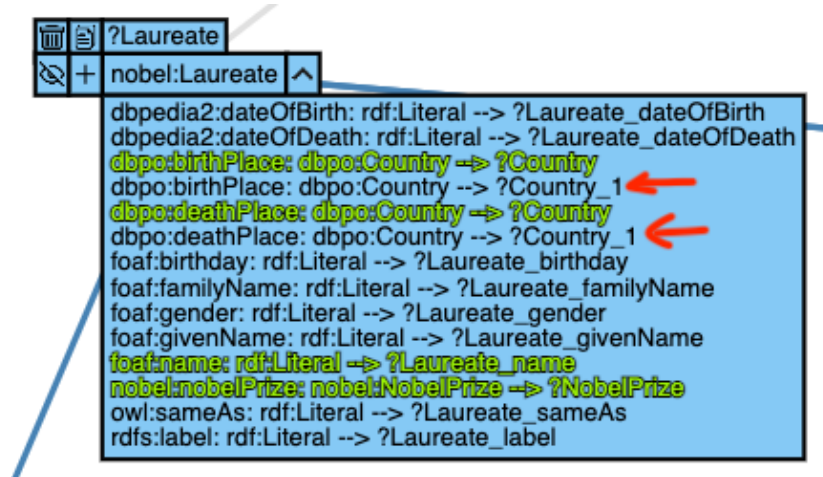 ?Laureate
nobel:Laureate
dbpedia2:dateOfBirth: rdf:Literal --> ?Laureate_dateOfBirth
dbpedia2:dateOfDeath: rdf:Literal --> ?Laureate_dateOfDeath
dbpo:birthPlace: dbpo:Country --> ?Country
dbpo:birthPlace: dbpo:Country --> ?Country_1
dbpo:deathPlace: dbpo:Country --> ?Country
dbpo:deathPlace: dbpo:Country --> ?Country_1
foaf:birthday: rdf:Literal --> ?Laureate_birthday
foaf:familyName: rdf:Literal --> ?Laureate_familyName
foaf:gender: rdf:Literal --> ?Laureate_gender
foaf:givenName: rdf:Literal --> ?Laureate_givenName
foaf:name: rdf:Literal --> ?Laureate_name
nobel:nobelPrize: nobel:NobelPrize --> ?NobelPrize
owl:sameAs: rdf:Literal --> ?Laureate_sameAs
rdfs:label: rdf:Literal --> ?Laureate_label